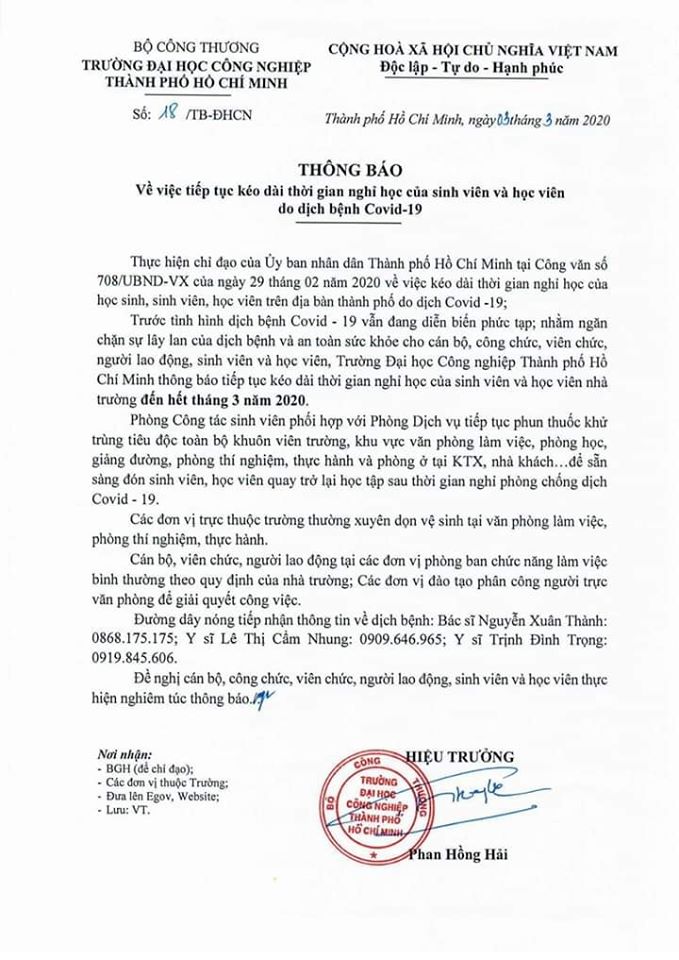 BỘ CÔNG THƯƠNG
TRƯỜNG ĐẠI HỌC CÔNG NGHIỆP
THÀNH PHỐ HỒ CHÍ MINH
Số: 18 /TB-ĐHCN
CỘNG HOÀ XÃ HỘI CHỦ NGHĨA VIỆT NAM
Độc lập - Tự do - Hạnh phúc
Thành phố Hồ Chí Minh, ngày 03 tháng 3 năm 2020
THÔNG BÁO
Về việc tiếp tục kéo dài thời gian nghỉ học của sinh viên và học viên
do dịch bệnh Covid-19
Thực hiện chỉ đạo của Ủy ban nhân dân Thành phố Hồ Chí Minh tại Công văn số
708/UBND-VX của ngày 29 tháng 02 năm 2020 về việc kéo dài thời gian nghỉ học của
học sinh, sinh viên, học viên trên địa bàn thành phố do dịch Covid -19;
Trước tình hình dịch bệnh Covid - 19 vẫn đang diễn biến phức tạp; nhằm ngăn
chặn sự lây lan của dịch bệnh và an toàn sức khỏe cho cán bộ, công chức, viên chức,
người lao động, sinh viên và học viên, Trường Đại học Công nghiệp Thành phố Hồ
Chí Minh thông báo tiếp tục kéo dài thời gian nghỉ học của sinh viên và học viên nhà
trường đến hết tháng 3 năm 2020.
Phòng Công tác sinh viên phối hợp với Phòng Dịch vụ tiếp tục phun thuốc khử
trùng tiêu độc toàn bộ khuôn viên trường, khu vực văn phòng làm việc, phòng học,
giảng đường, phòng thí nghiệm, thực hành và phòng ở tại KTX, nhà khách…để sẵn
sàng đón sinh viên, học viên quay trở lại học tập sau thời gian nghỉ phòng chống dịch
Covid - 19.
Các đơn vị trực thuộc trường thường xuyên dọn vệ sinh tại văn phòng làm việc,
phòng thí nghiệm, thực hành.
Cán bộ, viên chức, người lao động tại các đơn vị phòng ban chức năng làm việc
bình thường theo quy định của nhà trường; Các đơn vị đào tạo phân công người trực
văn phòng để giải quyết công việc.
Đường dây nóng tiếp nhận thông tin về dịch bệnh: Bác sĩ Nguyễn Xuân Thành:
0868.175.175; Y sĩ Lê Thị Cẩm Nhung: 0909.646.965; Y sĩ Trịnh Đình Trọng:
0919.845.606.
Đề nghị cán bộ, công chức, viên chức, người lao động, sinh viên và học viên thực
hiện nghiêm túc thông báo.
Nơi nhận:
- BGH (để chỉ đạo);
- Các đơn vị thuộc Trường;
- Đưa lên Egov, Website;
- Lưu: VT.
HIỆU TRƯỞNG
BỘ CÔNG THƯƠNG
TRƯỜNG
ĐẠI HỌC
CÔNG NGHIỆP
THÀNH PHỐ
HỒ CHÍ MINH
Phan Hồng Hải